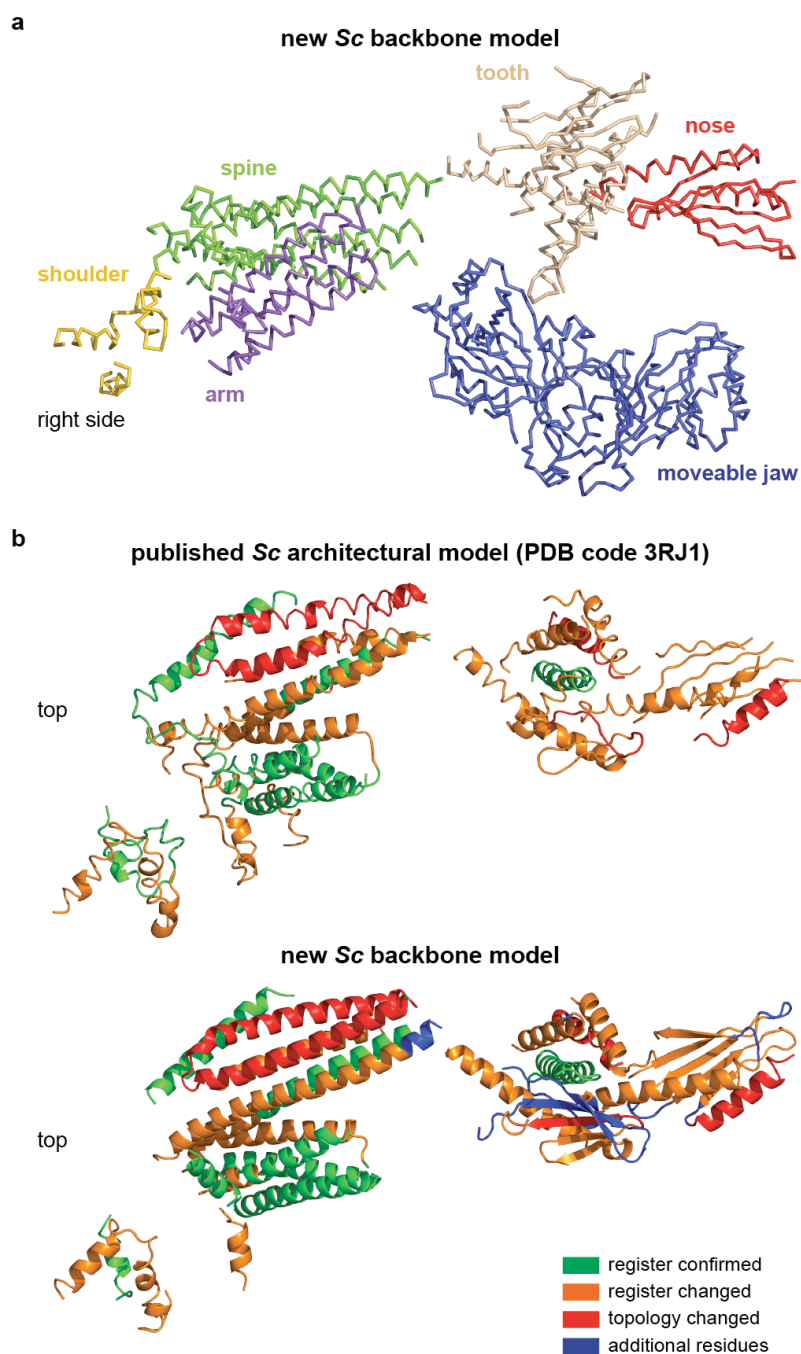 a
new Sc backbone model
tooth
nose
spine
shoulder
arm
right side
moveable jaw
b
published Sc architectural model (PDB code 3RJ1)
top
new Sc backbone model
top
register confirmed
register changed
topology changed
additional residues